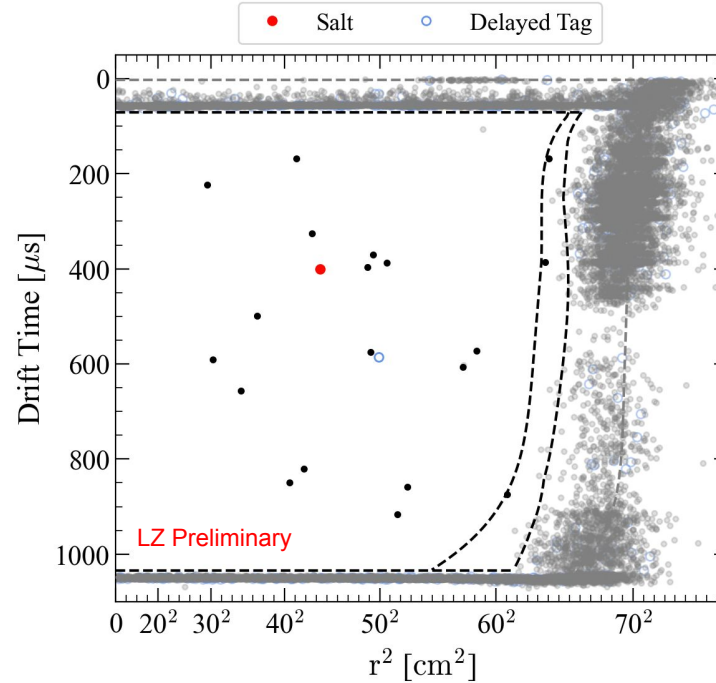 Salt Delayed Tag
0
200
400
600
800
1000
Drift Time [μs]
LZ Preliminary
0 20² 30² 40² 50² 60² 70²
r² [cm²]